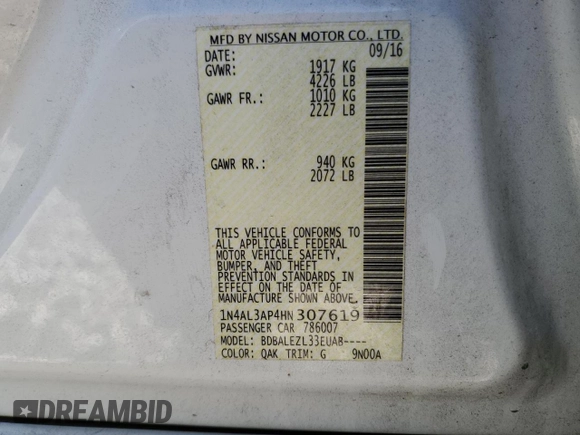 MFD BY NISSAN MOTOR CO., LTD.
DATE: 09/16
GVWR: 1917 KG
4226 LB
GAWR FR.: 1010 KG
2227 LB
GAWR RR.: 940 KG
2072 LB
THIS VEHICLE CONFORMS TO
ALL APPLICABLE FEDERAL
MOTOR VEHICLE SAFETY,
BUMPER, AND THEFT
PREVENTION STANDARDS IN
EFFECT ON THE DATE OF
MANUFACTURE SHOWN ABOVE.
1N4AL3AP4HN307619
PASSENGER CAR 786007
MODEL: BDBALEZL33EUAB----
COLOR: QAK TRIM: G 9N00A
DREAMBID